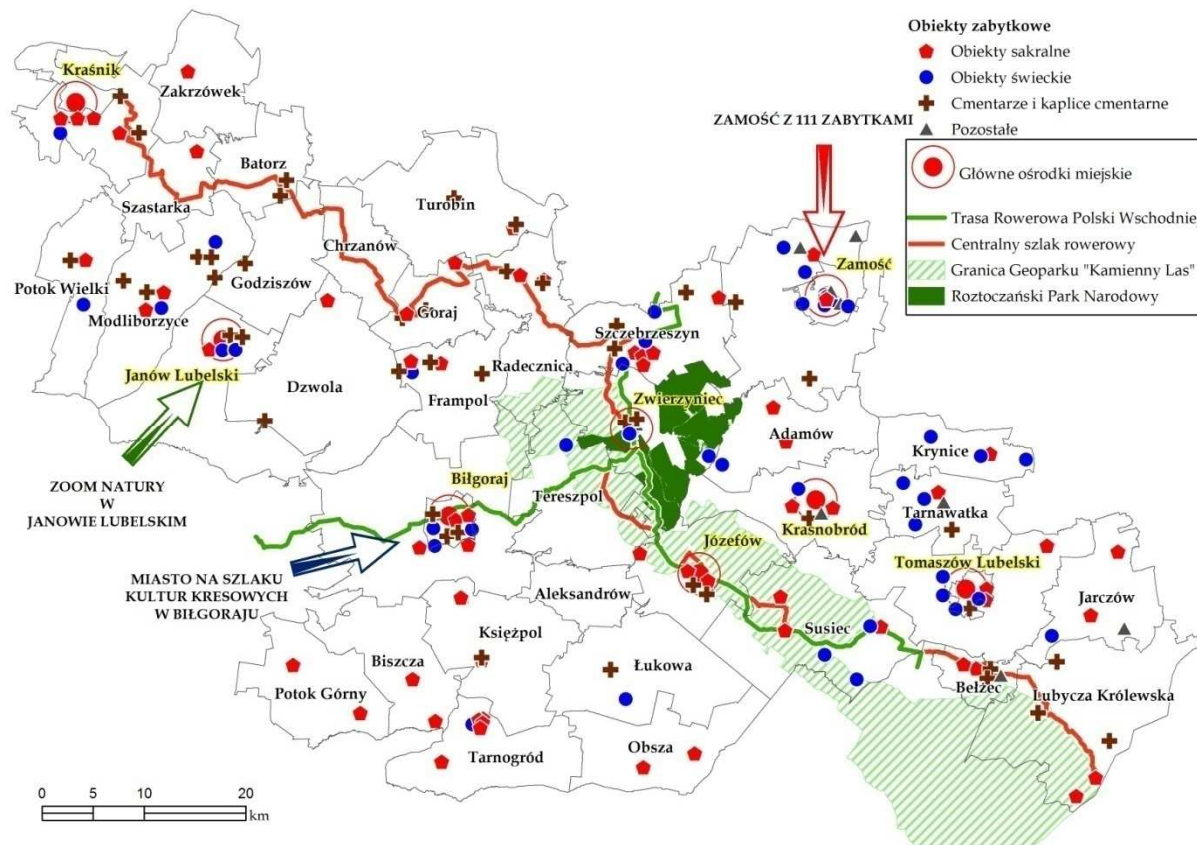 Obiekty zabytkowe
Obiekty sakralne
Obiekty świeckie
Cmentarze i kaplice cmentarne
Pozostałe
Główne ośrodki miejskie
Trasa Rowerowa Polski Wschodniej
Centralny szlak rowerowy
Granica Geoparku "Kamienny Las"
Roztoczański Park Narodowy
ZAMOŚĆ Z 111 ZABYTKAMI
Kraśnik
Zakrzówek
Batorz
Szastarka
Turobin
Chrzanów
Zamość
Potok Wielki
Godziszów
Modliborzyce
Goraj
Szczebrzeszyn
Janów Lubelski
Dzwola
Radecznica
Frampol
Zwierzyniec
Adamów
Krynice
ZOOM NATURY
W
JANOWIE LUBELSKIM
Biłgoraj
Tereszpol
Krasnobród
Tarnawatka
Józefów
Tomaszów Lubelski
MIASTO NA SZLAKU
KULTUR KRESOWYCH
W BIŁGORAJU
Aleksandrów
Jarczów
Księżpol
Susiec
Biszcza
Łukowa
Potok Górny
Bełżec
Lubycza Królewska
Tarnogród
Obsza
0 5 10 20
km